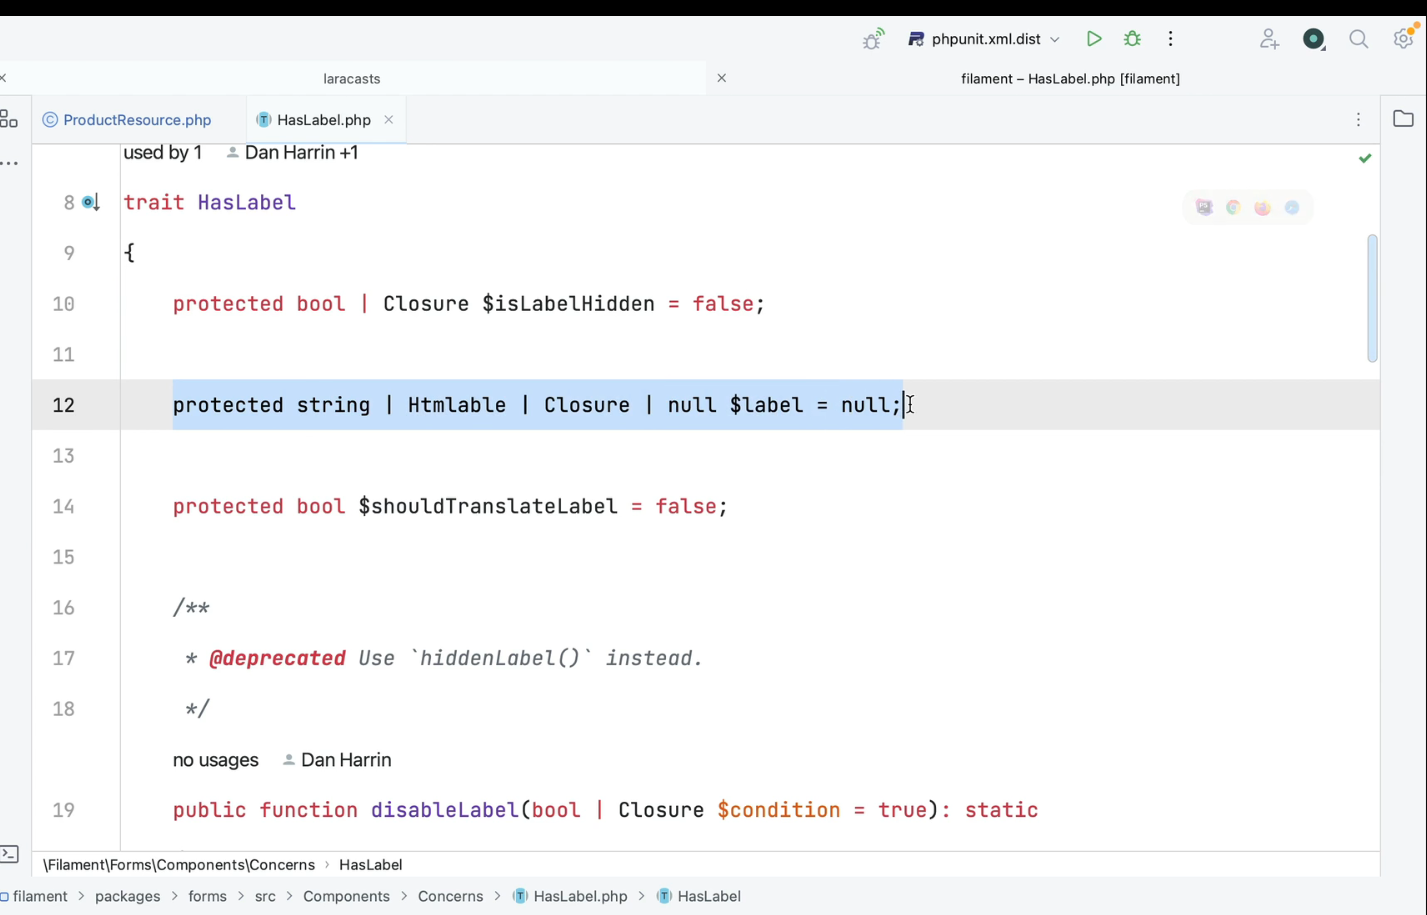 phpunit.xml.dist
laracasts
filament – HasLabel.php [filament]
ProductResource.php
HasLabel.php
used by 1 Dan Harrin +1
8 trait HasLabel
9 {
10 protected bool | Closure $isLabelHidden = false;
11
12 protected string | Htmlable | Closure | null $label = null;
13
14 protected bool $shouldTranslateLabel = false;
15
16 /**
17 * @deprecated Use `hiddenLabel()` instead.
18 */
no usages Dan Harrin
19 public function disableLabel(bool | Closure $condition = true): static
\Filament\Forms\Components\Concerns › HasLabel
filament › packages › forms › src › Components › Concerns › HasLabel.php › HasLabel